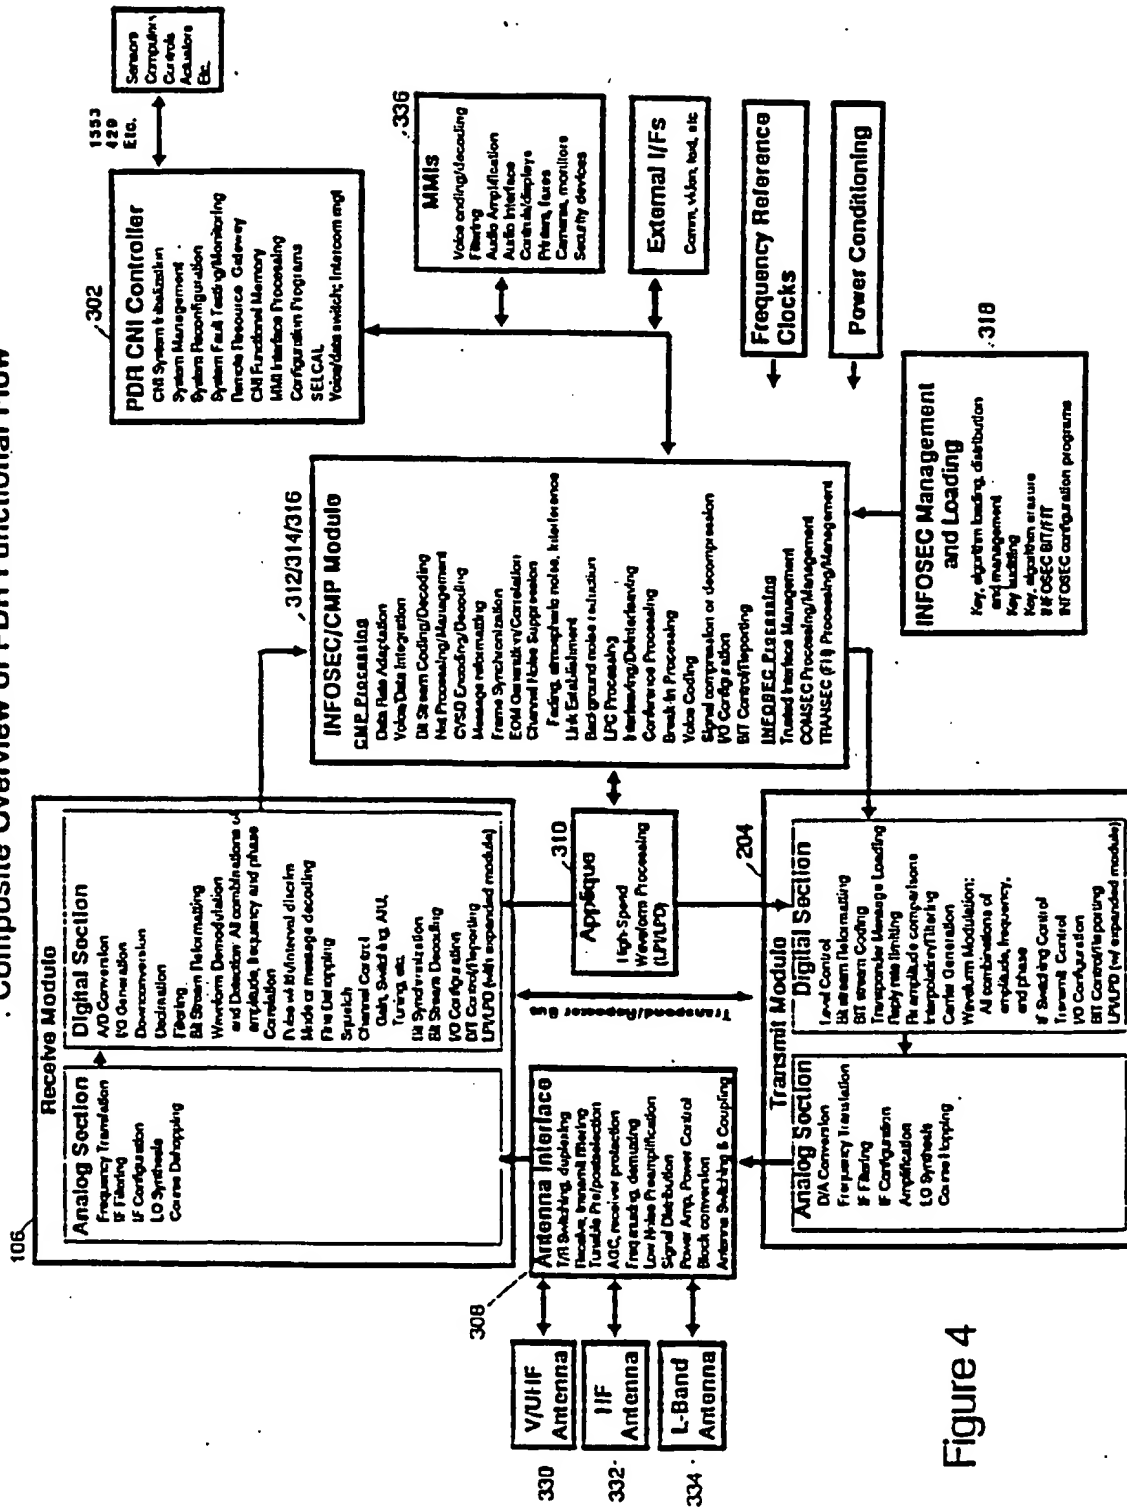 Composite Overview of PDR Functional Flow
106
Receive Module
Analog Section
Frequency Translation
IF Filtering
I/F Configuration
LO Synthesis
Coarse Dehopping
Digital Section
A/D Conversion
I/Q Generation
Downconversion
Decimation
Filtering
Bit Stream Reformatting
Waveform Demodulation
and Detection: All combinations of
amplitude, frequency and phase
Correlation
Pulse width/interval discrim
Mode or message decoding
Fine Dehopping
Squelch
Channel Control
Gain, Switching, AIU,
Tuning, etc.
Bit Synchronization
Bit Stream Decoding
I/O Configuration
BIT Control/Reporting
LPI/LPD (with expanded module)
308
Antenna Interface
T/R Switching, duplexing
Receive, transmit filtering
Tunable Pre/postselection
AGC, receiver protection
Freq muxing, demuxing
Low Noise Preamplification
Signal Distribution
Power Amp, Power Control
Block conversion
Antenna Switching & Coupling
V/UHF
Antenna
330
HF
Antenna
332
L-Band
Antenna
334
Transpond/Repeater Bus
310
Applique
High-Speed
Waveform Processing
(LPI/LPD)
204
Transmit Module
Analog Section
D/A Conversion
Frequency Translation
IF Filtering
IF Configuration
Amplification
LO Synthesis
Coarse Hopping
Digital Section
Level Control
Bit stream Reformatting
BIT stream Coding
Transponder Message Loading
Reply rate limiting
Par amplitude comparisons
Interpolation/Filtering
Carrier Generation
Waveform Modulation:
All combinations of
amplitude, frequency,
and phase
IF Switching Control
Transmit Control
I/O Configuration
BIT Control/Reporting
LPI/LPD (w/ expanded module)
312/314/316
INFOSEC/CMP Module
CMP Processing
Data Rate Adaptation
Voice/Data Integration
Bit Stream Coding/Decoding
Net Processing/Management
CVSD Encoding/Decoding
Message reformatting
Frame Synchronization
EOM Generation/Correlation
Channel Noise Suppression
Fading, atmospheric noise, Interference
Link Establishment
Background noise reduction
LPC Processing
Interleaving/Deinterleaving
Conference Processing
Break-In Processing
Voice Coding
Signal compression or decompression
I/O Configuration
BIT Control/Reporting
INFOSEC Processing
Trusted Interface Management
COMSEC Processing/Management
TRANSEC (FH) Processing/Management
302
PDR CNI Controller
CNI System Initialization
System Management
System Reconfiguration
System Fault Testing/Monitoring
Remote Resource Gateway
CNI Functional Memory
MMI Interface Processing
Configuration Programs
SELCAL
Voice/data switch; Intercom mgt
1553
429
Etc.
Sensors
Computers
Controls
Actuators
Etc.
336
MMIs
Voice coding/decoding
Filtering
Audio Amplification
Audio Interface
Controls/displays
Printers, faxes
Cameras, monitors
Security devices
External I/Fs
Comm, video, text, etc
Frequency Reference
Clocks
Power Conditioning
318
INFOSEC Management
and Loading
Key, algorithm loading, distribution
and management
Key auditing
Key, algorithm erasure
INFOSEC BIT/FIT
INFOSEC configuration programs
Figure 4